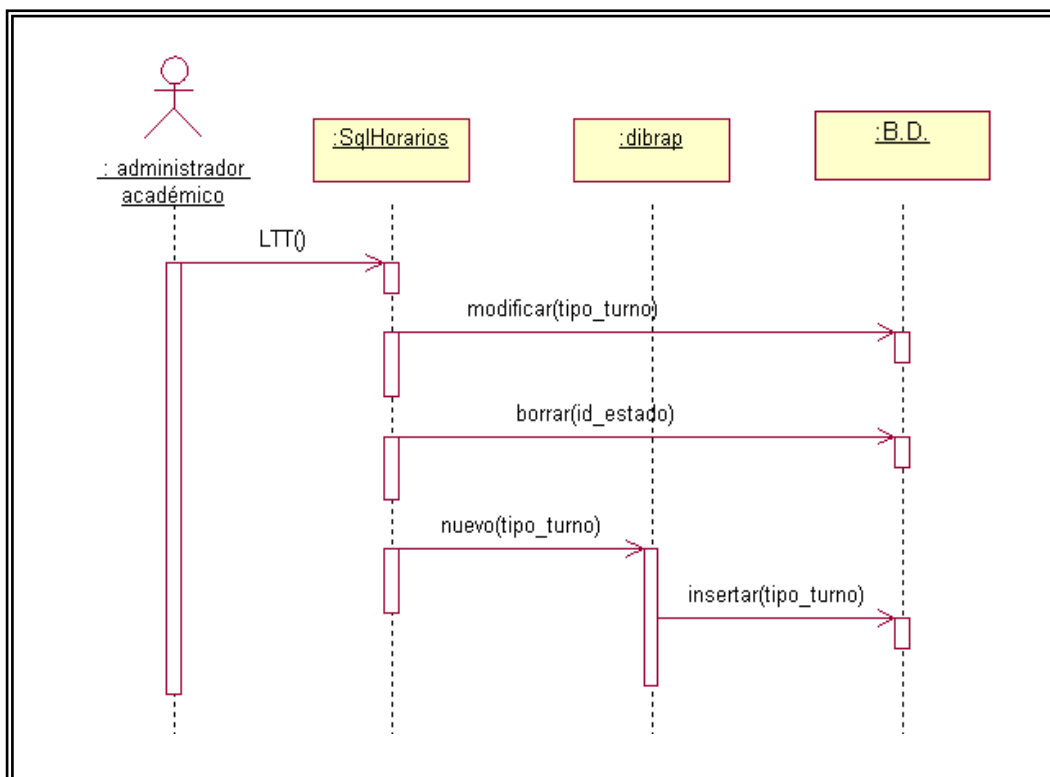 : administrador
académico
:SqlHorarios
:dibrap
:B.D.
LTT()
modificar(tipo_turno)
borrar(id_estado)
nuevo(tipo_turno)
insertar(tipo_turno)